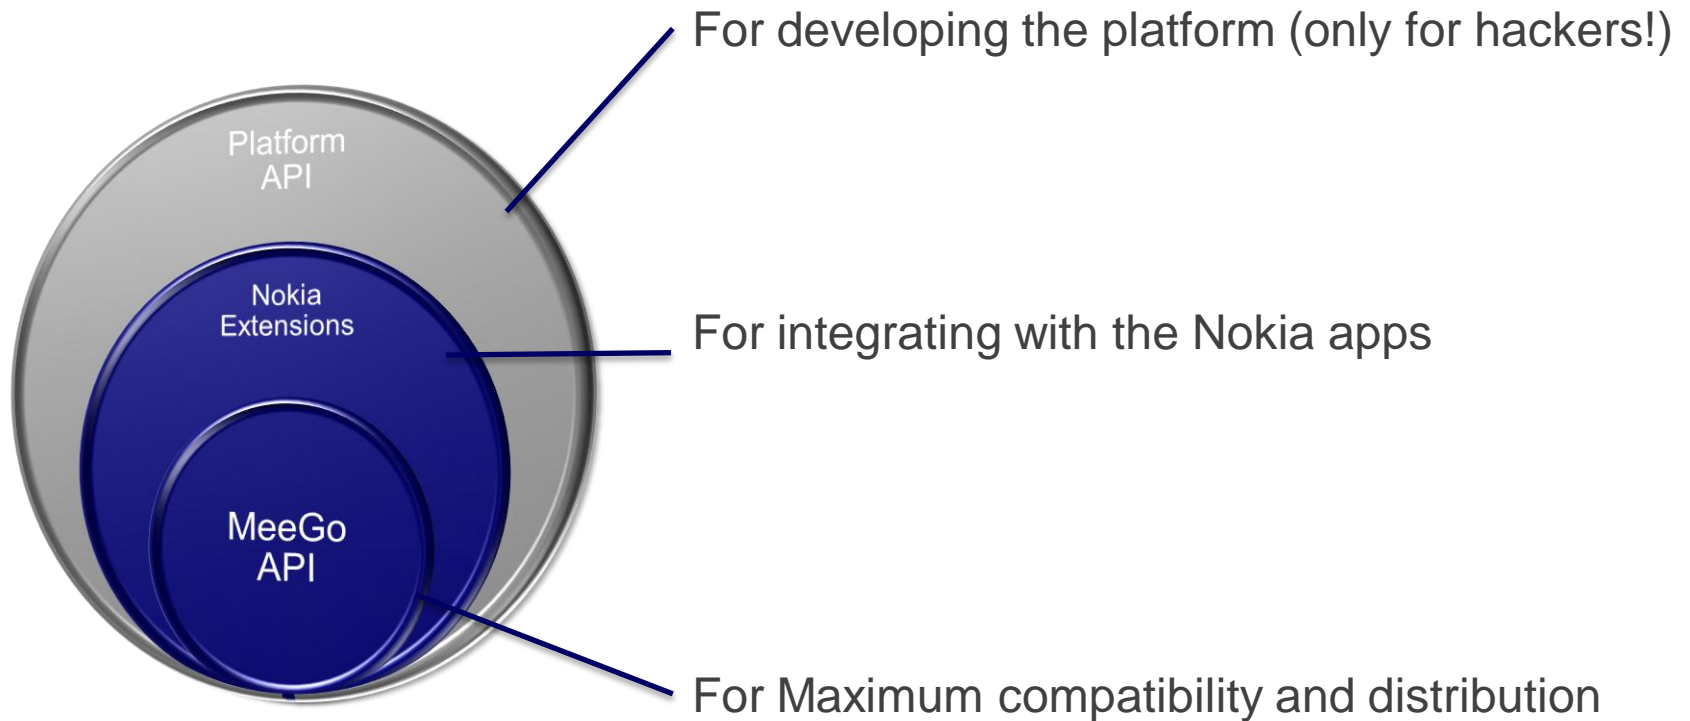 For developing the platform (only for hackers!)
Platform
API
Nokia
Extensions
For integrating with the Nokia apps
MeeGo
API
For Maximum compatibility and distribution